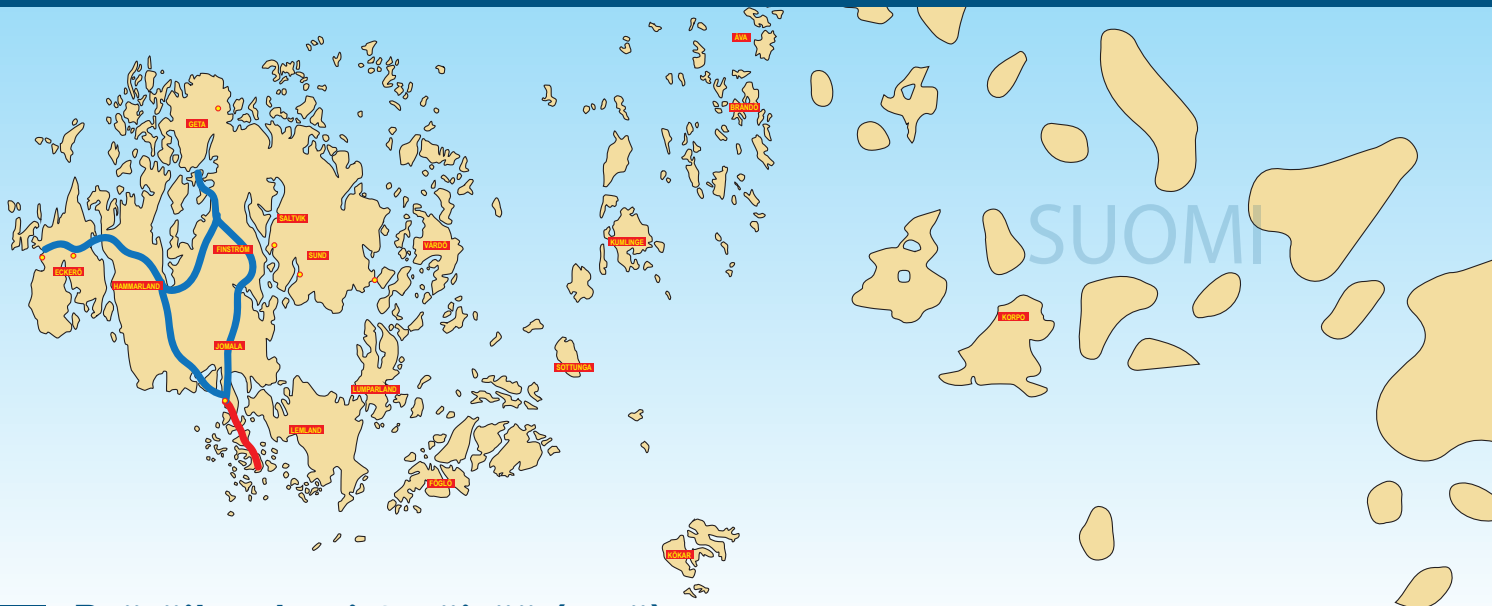 ÅVA
BRÄNDÖ
GETA
SALTVIK
SUOMI
KUMLINGE
VÅRDÖ
FINSTRÖM
SUND
ECKERÖ
HAMMARLAND
KORPO
JOMALA
SOTTUNGA
LUMPARLAND
LEMLAND
FÖGLÖ
KÖKAR